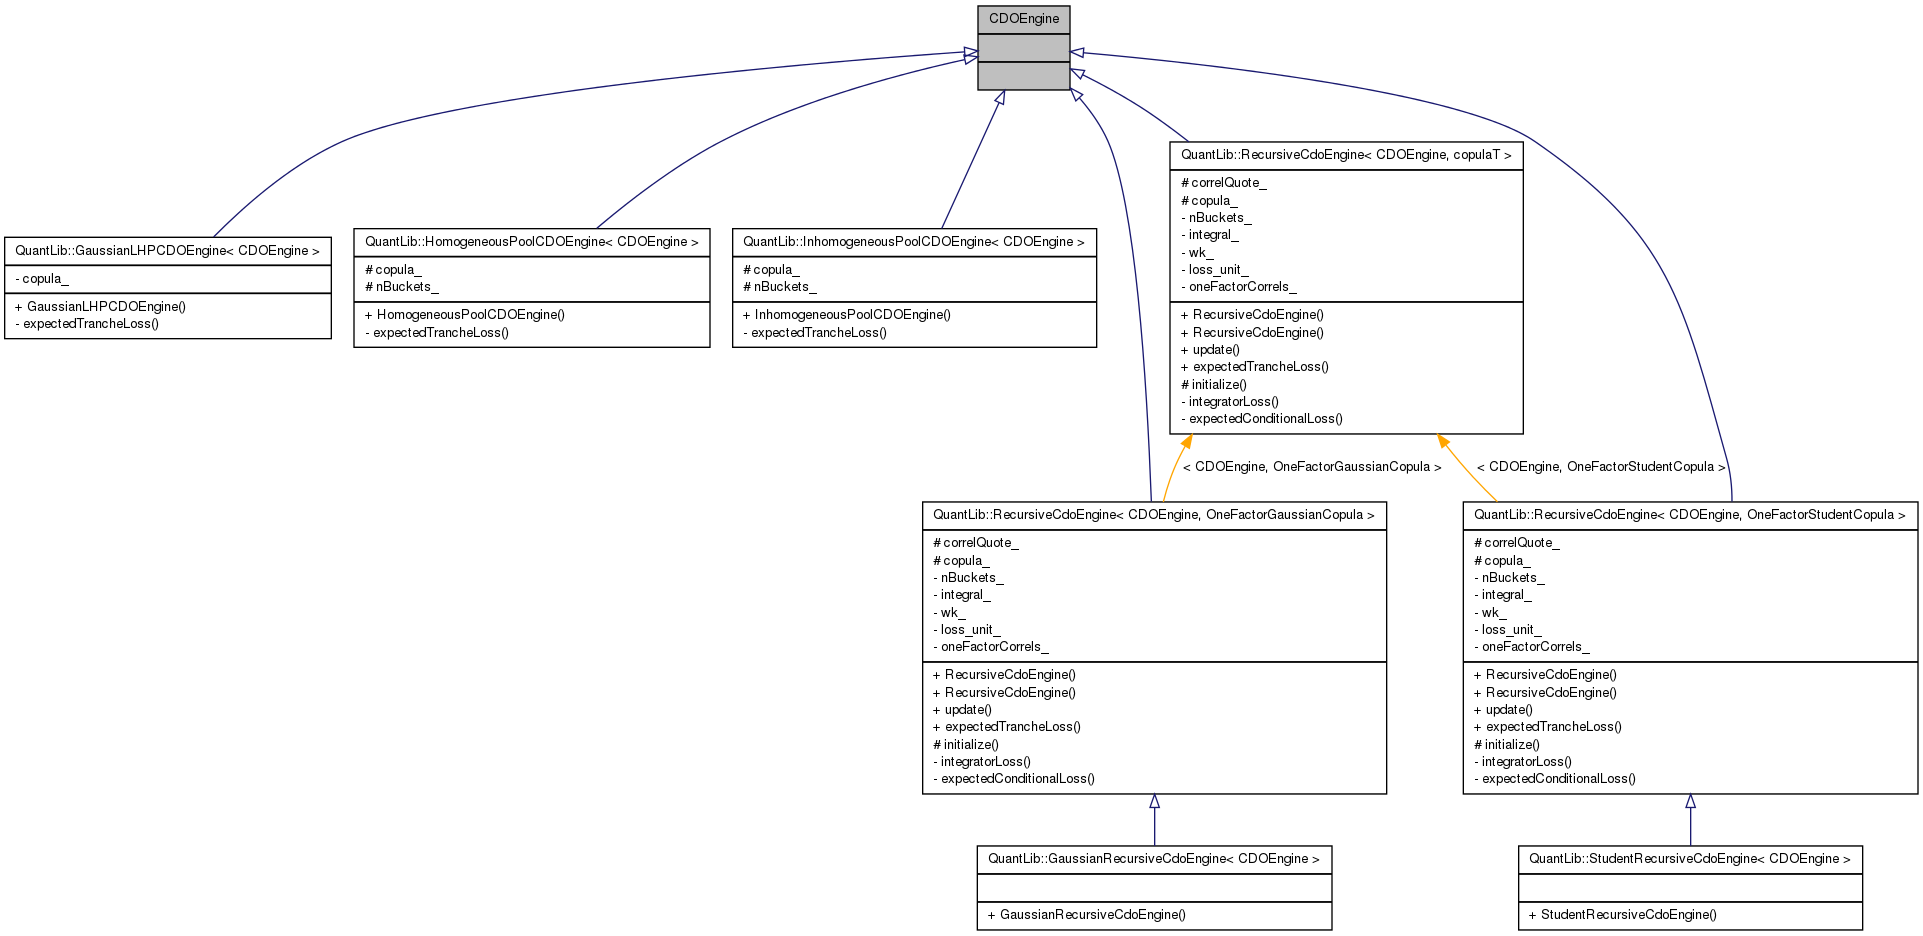 CDOEngine
QuantLib::GaussianLHPCDOEngine< CDOEngine >
- copula_
+ GaussianLHPCDOEngine()
- expectedTrancheLoss()
QuantLib::HomogeneousPoolCDOEngine< CDOEngine >
# copula_
# nBuckets_
+ HomogeneousPoolCDOEngine()
- expectedTrancheLoss()
QuantLib::InhomogeneousPoolCDOEngine< CDOEngine >
# copula_
# nBuckets_
+ InhomogeneousPoolCDOEngine()
- expectedTrancheLoss()
QuantLib::RecursiveCdoEngine< CDOEngine, copulaT >
# correlQuote_
# copula_
- nBuckets_
- integral_
- wk_
- loss_unit_
- oneFactorCorrels_
+ RecursiveCdoEngine()
+ RecursiveCdoEngine()
+ update()
+ expectedTrancheLoss()
# initialize()
- integratorLoss()
- expectedConditionalLoss()
< CDOEngine, OneFactorGaussianCopula >
< CDOEngine, OneFactorStudentCopula >
QuantLib::RecursiveCdoEngine< CDOEngine, OneFactorGaussianCopula >
# correlQuote_
# copula_
- nBuckets_
- integral_
- wk_
- loss_unit_
- oneFactorCorrels_
+ RecursiveCdoEngine()
+ RecursiveCdoEngine()
+ update()
+ expectedTrancheLoss()
# initialize()
- integratorLoss()
- expectedConditionalLoss()
QuantLib::RecursiveCdoEngine< CDOEngine, OneFactorStudentCopula >
# correlQuote_
# copula_
- nBuckets_
- integral_
- wk_
- loss_unit_
- oneFactorCorrels_
+ RecursiveCdoEngine()
+ RecursiveCdoEngine()
+ update()
+ expectedTrancheLoss()
# initialize()
- integratorLoss()
- expectedConditionalLoss()
QuantLib::GaussianRecursiveCdoEngine< CDOEngine >
+ GaussianRecursiveCdoEngine()
QuantLib::StudentRecursiveCdoEngine< CDOEngine >
+ StudentRecursiveCdoEngine()